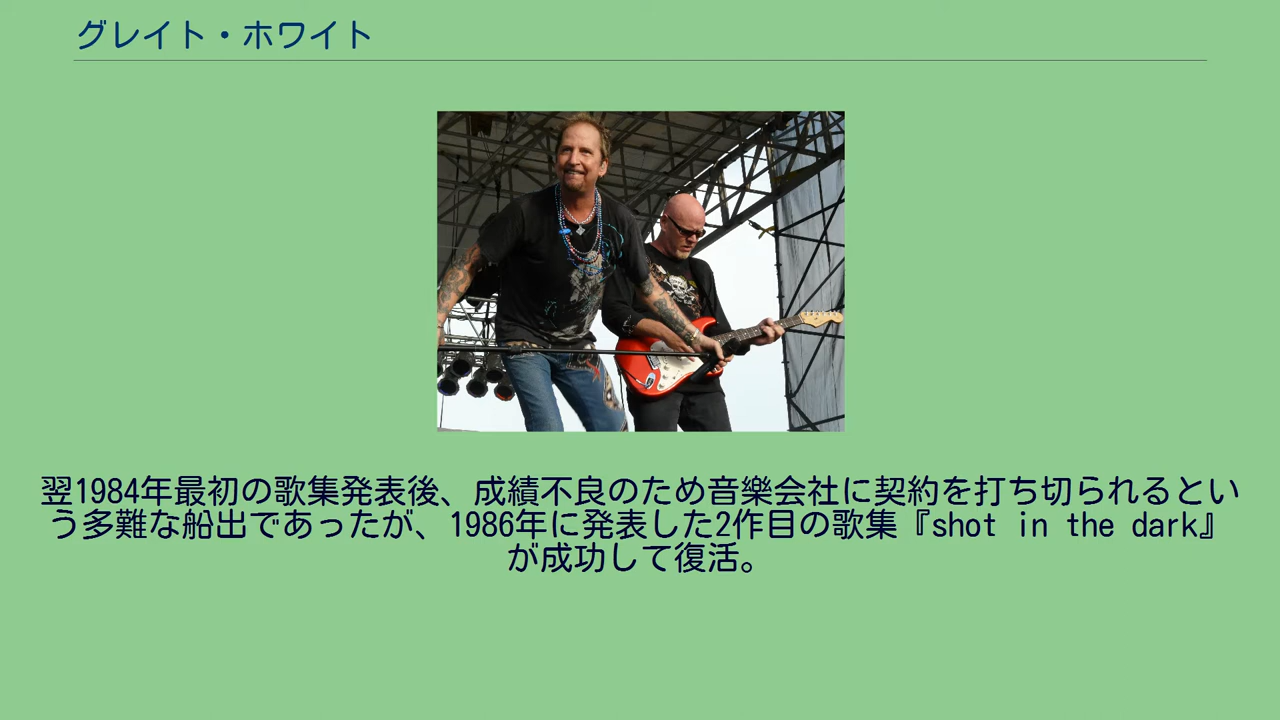 グレイト・ホワイト
翌1984年最初の歌集発表後、成績不良のため音樂会社に契約を打ち切られるとい
う多難な船出であったが、1986年に発表した2作目の歌集『shot in the dark』
が成功して復活。